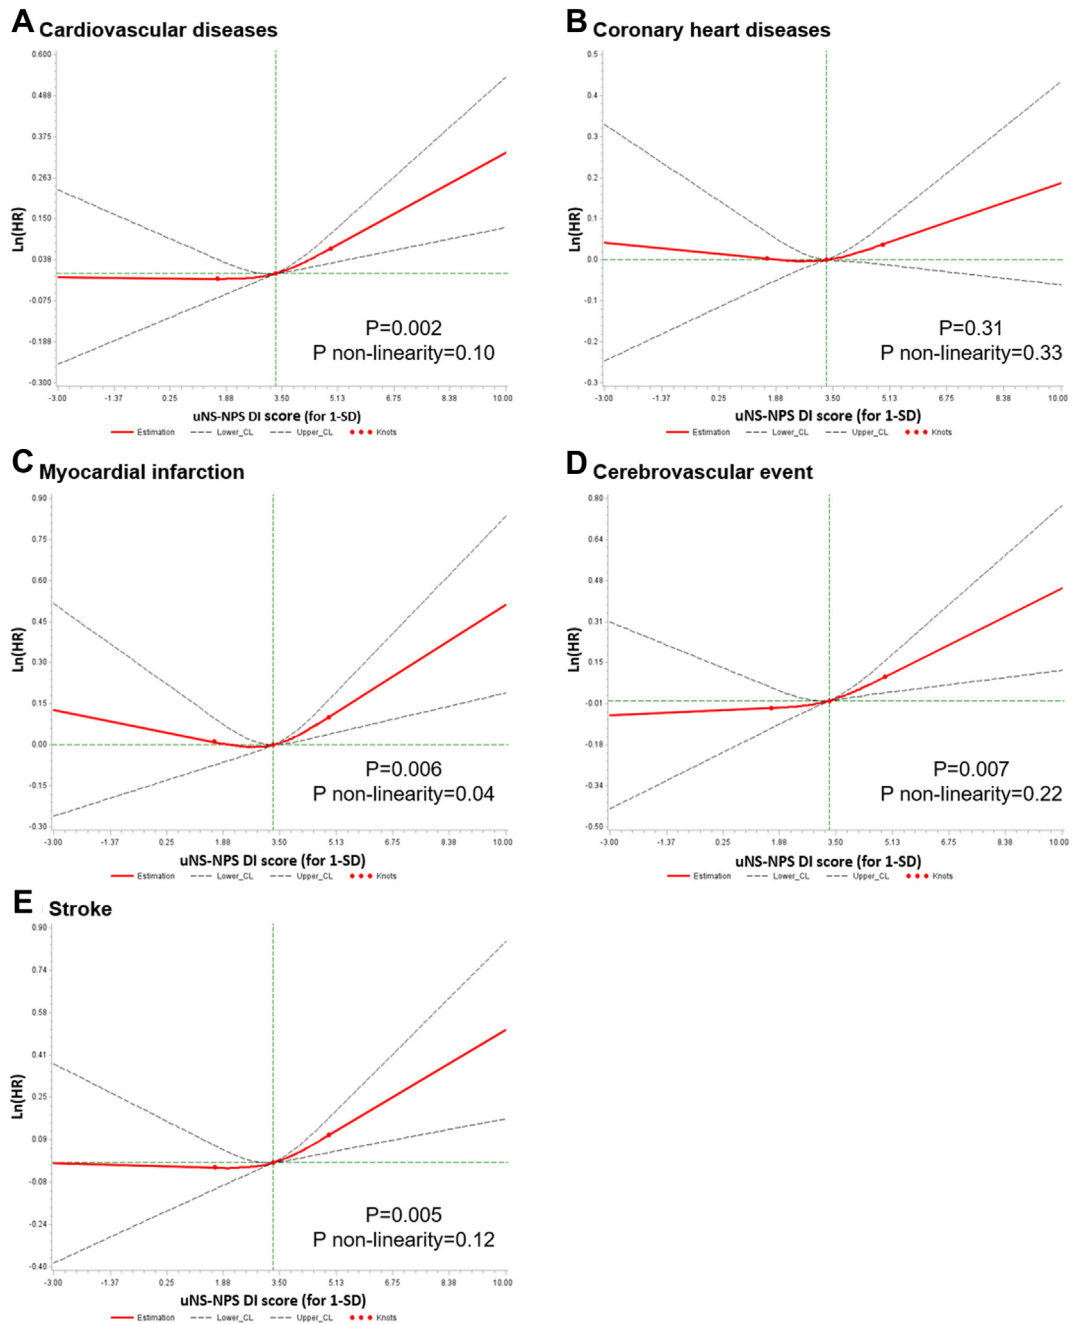 A Cardiovascular diseases
0.600
0.488
0.375
0.263
0.150
0.038
-0.075
-0.188
-0.300
Ln(HR)
P=0.002
P non-linearity=0.10
-3.00 -1.37 0.25 1.88 3.50 5.13 6.75 8.38 10.00
uNS-NPS DI score (for 1-SD)
Estimation Lower_CL Upper_CL Knots
B Coronary heart diseases
0.5
0.4
0.3
0.2
0.1
0.0
-0.1
-0.2
-0.3
Ln(HR)
P=0.31
P non-linearity=0.33
-3.00 -1.37 0.25 1.88 3.50 5.13 6.75 8.38 10.00
uNS-NPS DI score (for 1-SD)
Estimation Lower_CL Upper_CL Knots
C Myocardial infarction
0.90
0.75
0.60
0.45
0.30
0.15
0.00
-0.15
-0.30
Ln(HR)
P=0.006
P non-linearity=0.04
-3.00 -1.37 0.25 1.88 3.50 5.13 6.75 8.38 10.00
uNS-NPS DI score (for 1-SD)
Estimation Lower_CL Upper_CL Knots
D Cerebrovascular event
0.80
0.64
0.48
0.31
0.15
-0.01
-0.18
-0.34
-0.50
Ln(HR)
P=0.007
P non-linearity=0.22
-3.00 -1.37 0.25 1.88 3.50 5.13 6.75 8.38 10.00
uNS-NPS DI score (for 1-SD)
Estimation Lower_CL Upper_CL Knots
E Stroke
0.90
0.74
0.58
0.41
0.25
0.09
-0.08
-0.24
-0.40
Ln(HR)
P=0.005
P non-linearity=0.12
-3.00 -1.37 0.25 1.88 3.50 5.13 6.75 8.38 10.00
uNS-NPS DI score (for 1-SD)
Estimation Lower_CL Upper_CL Knots